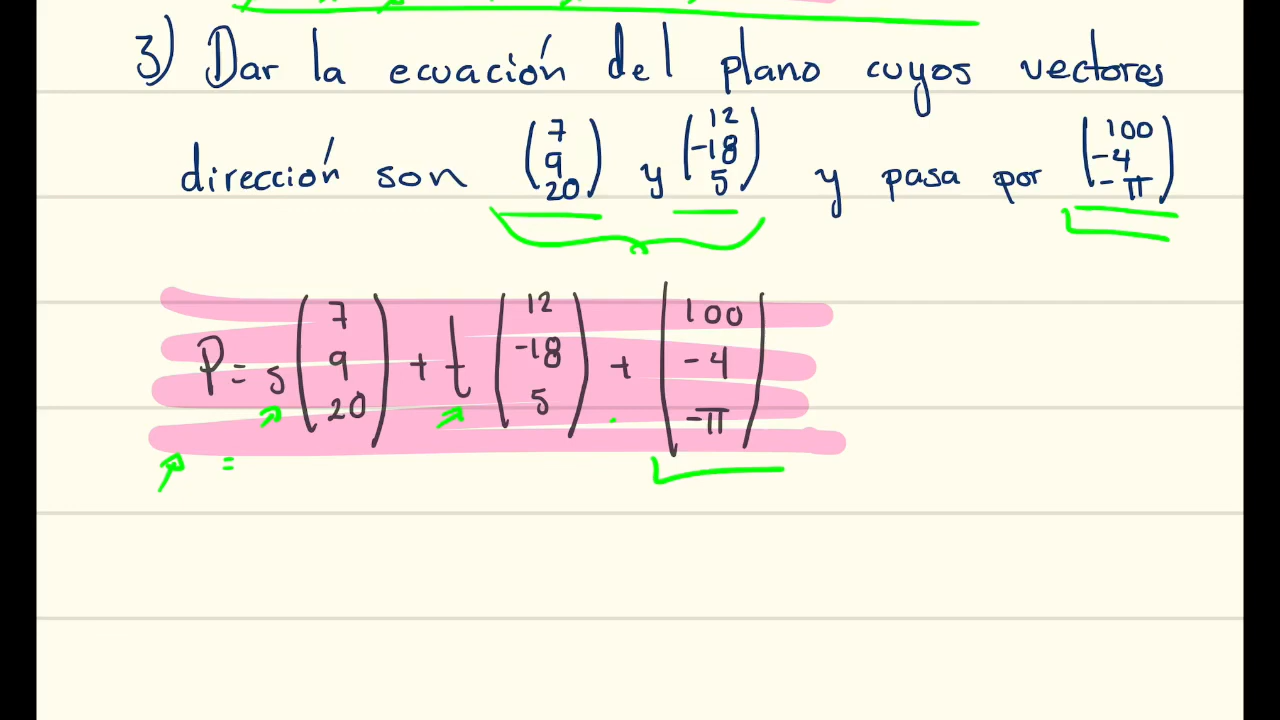 3) Dar la ecuación del plano cuyos vectores
dirección son (7 9 20) y (12 -18 5) y pasa por (100 -4 -π)
P = s (7 9 20) + t (12 -18 5) + (100 -4 -π)
=